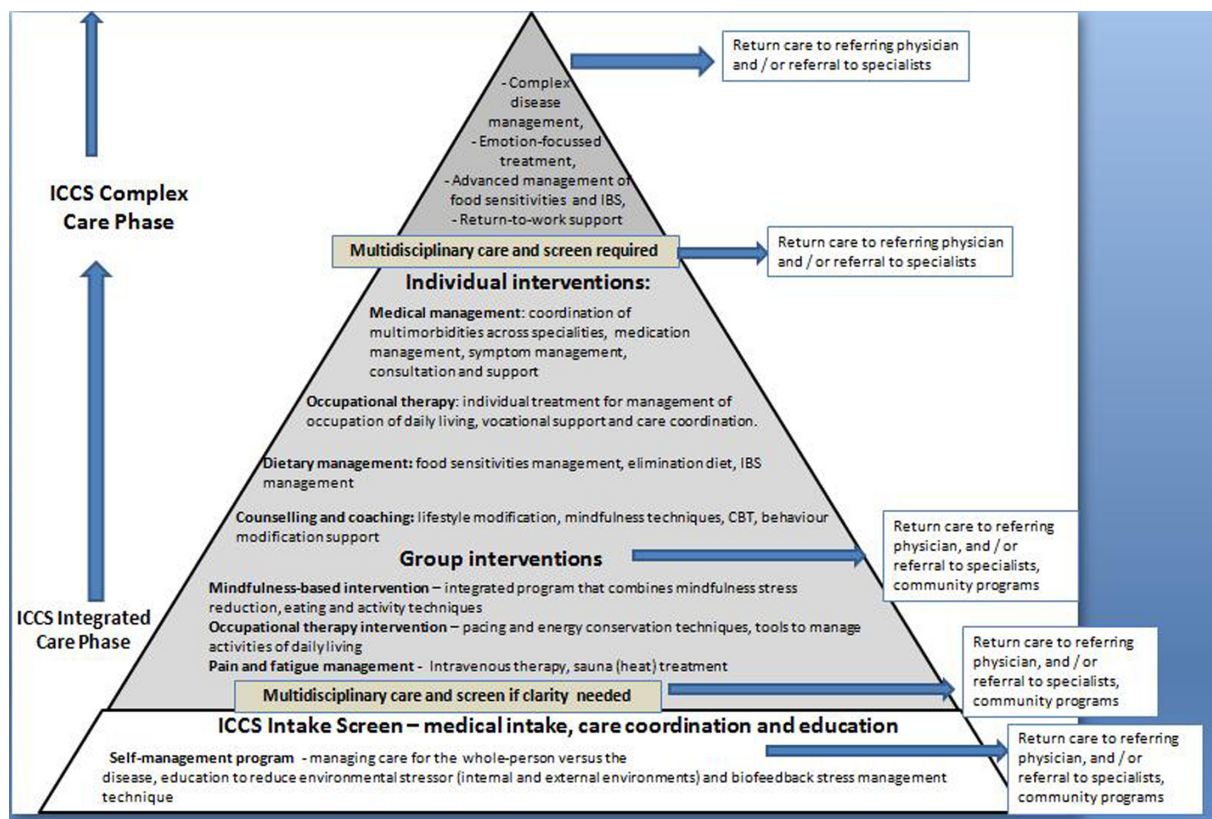 Return care to referring physician
and / or referral to specialists
- Complex
disease
management,
- Emotion-focussed
treatment,
- Advanced management of
food sensitivities and IBS,
- Return-to-work support
ICCS Complex
Care Phase
Multidisciplinary care and screen required
Return care to referring physician
and / or referral to specialists
Individual interventions:
Medical management: coordination of
multimorbidities across specialities, medication
management, symptom management,
consultation and support
Occupational therapy: individual treatment for management of
occupation of daily living, vocational support and care coordination.
Dietary management: food sensitivities management, elimination diet, IBS
management
Counselling and coaching: lifestyle modification, mindfulness techniques, CBT, behaviour
modification support
Return care to referring
physician, and / or
referral to specialists,
community programs
Group interventions
Mindfulness-based intervention – integrated program that combines mindfulness stress
reduction, eating and activity techniques
Occupational therapy intervention – pacing and energy conservation techniques, tools to manage
activities of daily living
Pain and fatigue management - Intravenous therapy, sauna (heat) treatment
ICCS Integrated
Care Phase
Multidisciplinary care and screen if clarity needed
Return care to referring
physician, and / or
referral to specialists,
community programs
ICCS Intake Screen – medical intake, care coordination and education
Self-management program - managing care for the whole-person versus the
disease, education to reduce environmental stressor (internal and external environments) and biofeedback stress management
technique
Return care to referring
physician, and / or
referral to specialists,
community programs